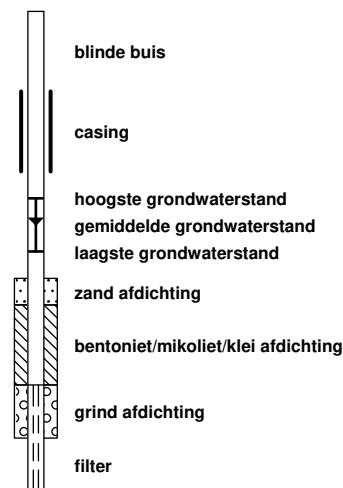 blinde buis
casing
hoogste grondwaterstand
gemiddelde grondwaterstand
laagste grondwaterstand
zand afdichting
bentoniet/mikoliet/klei afdichting
grind afdichting
filter